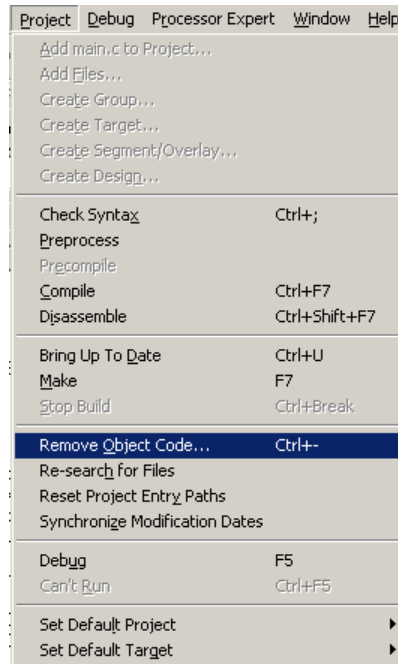 Project Debug Processor Expert Window Help
Add main.c to Project...
Add Files...
Create Group...
Create Target...
Create Segment/Overlay...
Create Design...
Check Syntax Ctrl+;
Preprocess
Precompile
Compile Ctrl+F7
Disassemble Ctrl+Shift+F7
Bring Up To Date Ctrl+U
Make F7
Stop Build Ctrl+Break
Remove Object Code... Ctrl+-
Re-search for Files
Reset Project Entry Paths
Synchronize Modification Dates
Debug F5
Can't Run Ctrl+F5
Set Default Project
Set Default Target